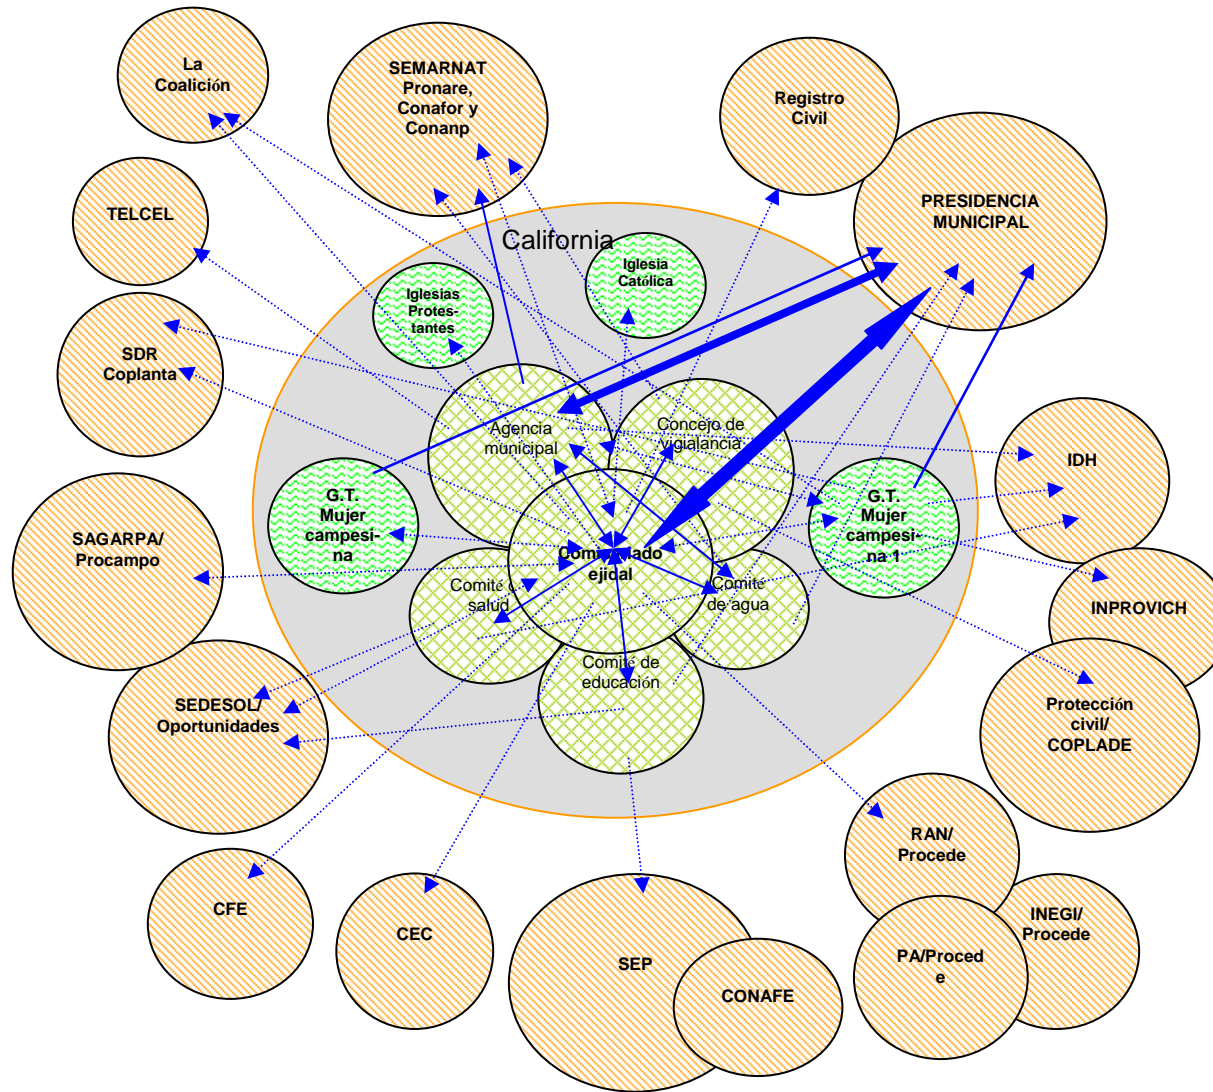 La
Coalición
SEMARNAT
Pronare,
Conafor y
Conanp
Registro
Civil
PRESIDENCIA
MUNICIPAL
TELCEL
California
Iglesia
Católica
Iglesias
Protes-
tantes
SDR
Coplanta
Agencia
municipal
Concejo de
vigialancia
IDH
G.T.
Mujer
campesi-
na
G.T.
Mujer
campesi-
na 1
SAGARPA/
Procampo
ejidal
Comité
salud
Comité
de agua
INPROVICH
Comité de
educación
SEDESOL/
Oportunidades
Protección
civil/
COPLADE
RAN/
Procede
CFE
CEC
SEP
CONAFE
INEGI/
Procede
PA/Proced
e